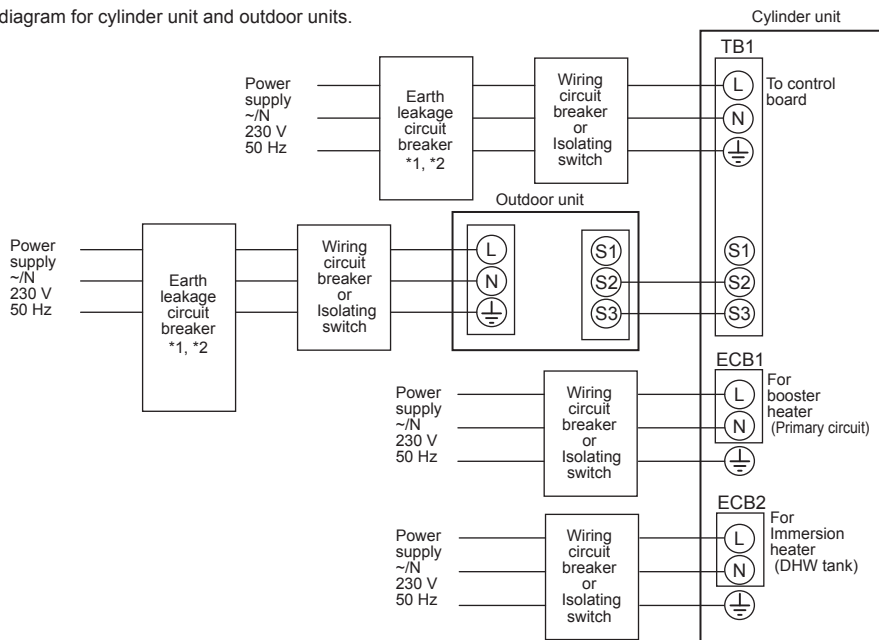 diagram for cylinder unit and outdoor units.
Cylinder unit
TB1
Power
supply
~/N
230 V
50 Hz
Earth
leakage
circuit
breaker
*1, *2
Wiring
circuit
breaker
or
Isolating
switch
L
N
To control
board
Outdoor unit
Power
supply
~/N
230 V
50 Hz
Earth
leakage
circuit
breaker
*1, *2
Wiring
circuit
breaker
or
Isolating
switch
L
N
S1
S2
S3
S1
S2
S3
ECB1
Power
supply
~/N
230 V
50 Hz
Wiring
circuit
breaker
or
Isolating
switch
L
N
For
booster
heater
(Primary circuit)
ECB2
Power
supply
~/N
230 V
50 Hz
Wiring
circuit
breaker
or
Isolating
switch
L
N
For
Immersion
heater
(DHW tank)